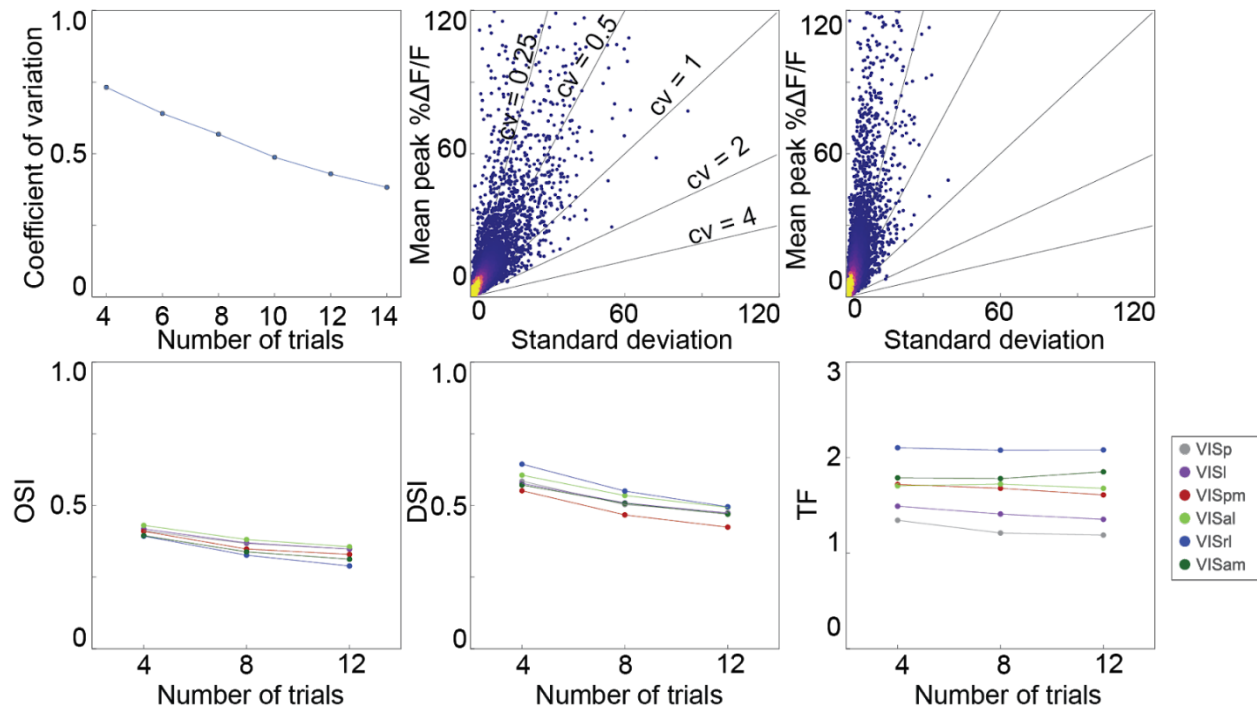 Coefficient of variation
1.0
0.5
0
4 6 8 10 12 14
Number of trials
Mean peak %ΔF/F
120
60
0
cv = 0.25
cv = 0.5
cv = 1
cv = 2
cv = 4
0 60 120
Standard deviation
Mean peak %ΔF/F
120
60
0
0 60 120
Standard deviation
OSI
1.0
0.5
0
4 8 12
Number of trials
DSI
1.0
0.5
0
4 8 12
Number of trials
TF
3
2
1
0
4 8 12
Number of trials
VISp
VISl
VISpm
VISal
VISrl
VISam